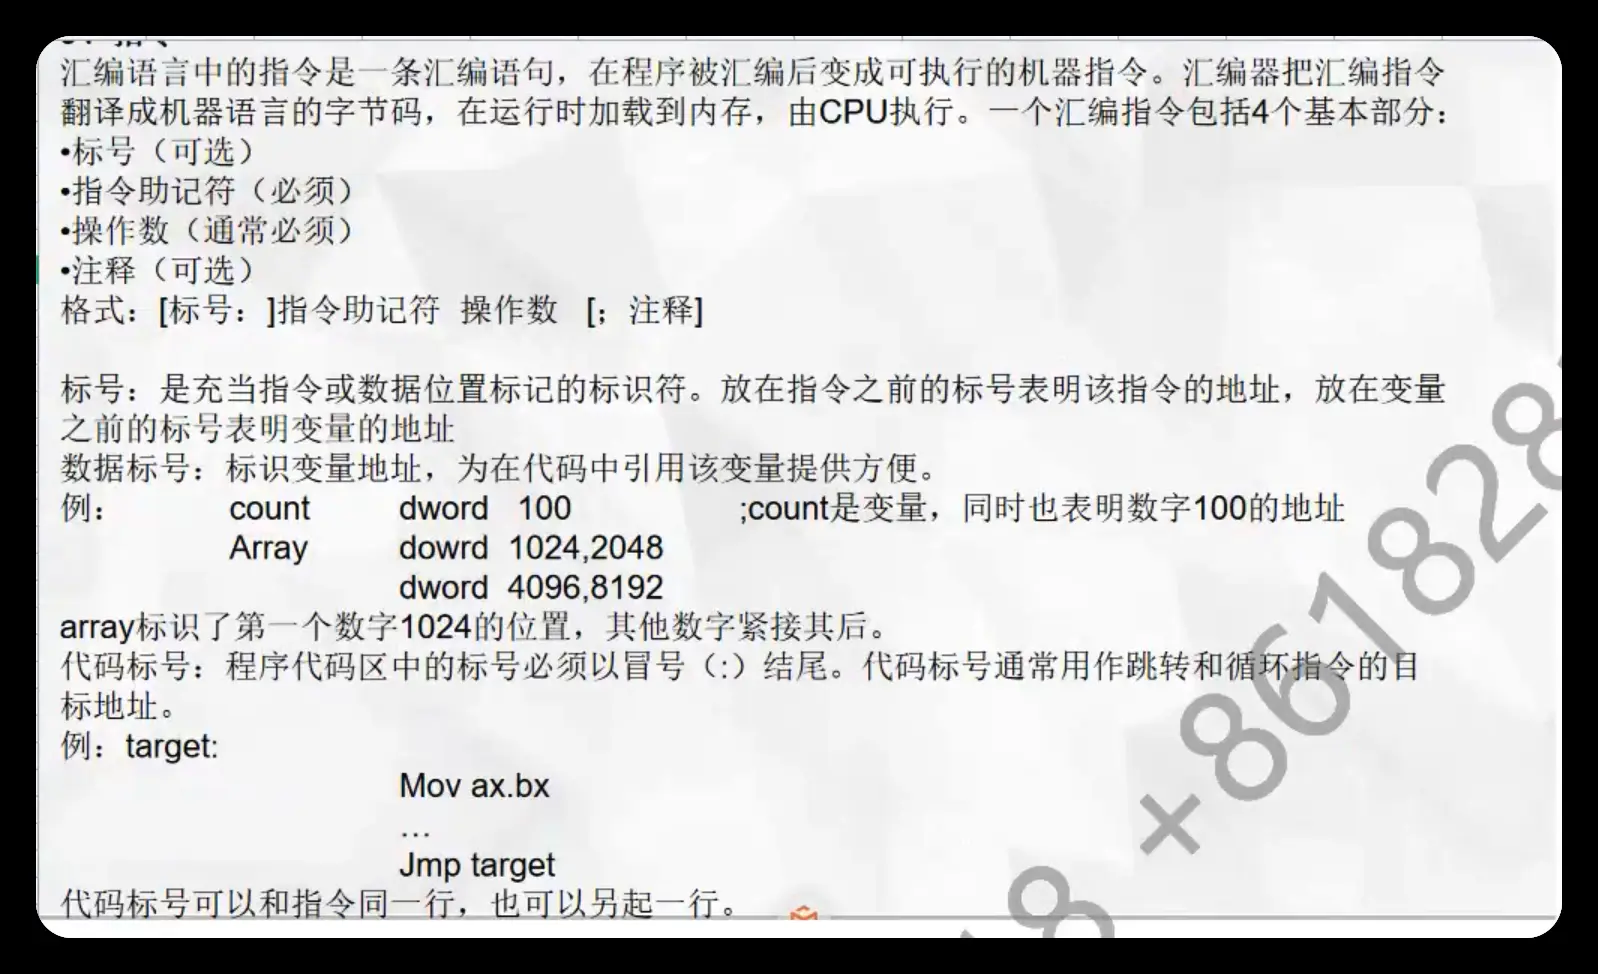 汇编语言中的指令是一条汇编语句，在程序被汇编后变成可执行的机器指令。汇编器把汇编指令
翻译成机器语言的字节码，在运行时加载到内存，由CPU执行。一个汇编指令包括4个基本部分：
•标号（可选）
•指令助记符（必须）
•操作数（通常必须）
•注释（可选）
格式：[标号：]指令助记符 操作数 [；注释]
标号：是充当指令或数据位置标记的标识符。放在指令之前的标号表明该指令的地址，放在变量
之前的标号表明变量的地址
数据标号：标识变量地址，为在代码中引用该变量提供方便。
例： count dword 100 ;count是变量，同时也表明数字100的地址
Array dowrd 1024,2048
dword 4096,8192
array标识了第一个数字1024的位置，其他数字紧接其后。
代码标号：程序代码区中的标号必须以冒号（:）结尾。代码标号通常用作跳转和循环指令的目
标地址。
例：target:
Mov ax.bx
...
Jmp target
代码标号可以和指令同一行，也可以另起一行。
18 +861828